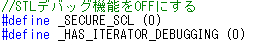 //STLデバッグ機能をOFFにする
#define _SECURE_SCL (0)
#define _HAS_ITERATOR_DEBUGGING (0)